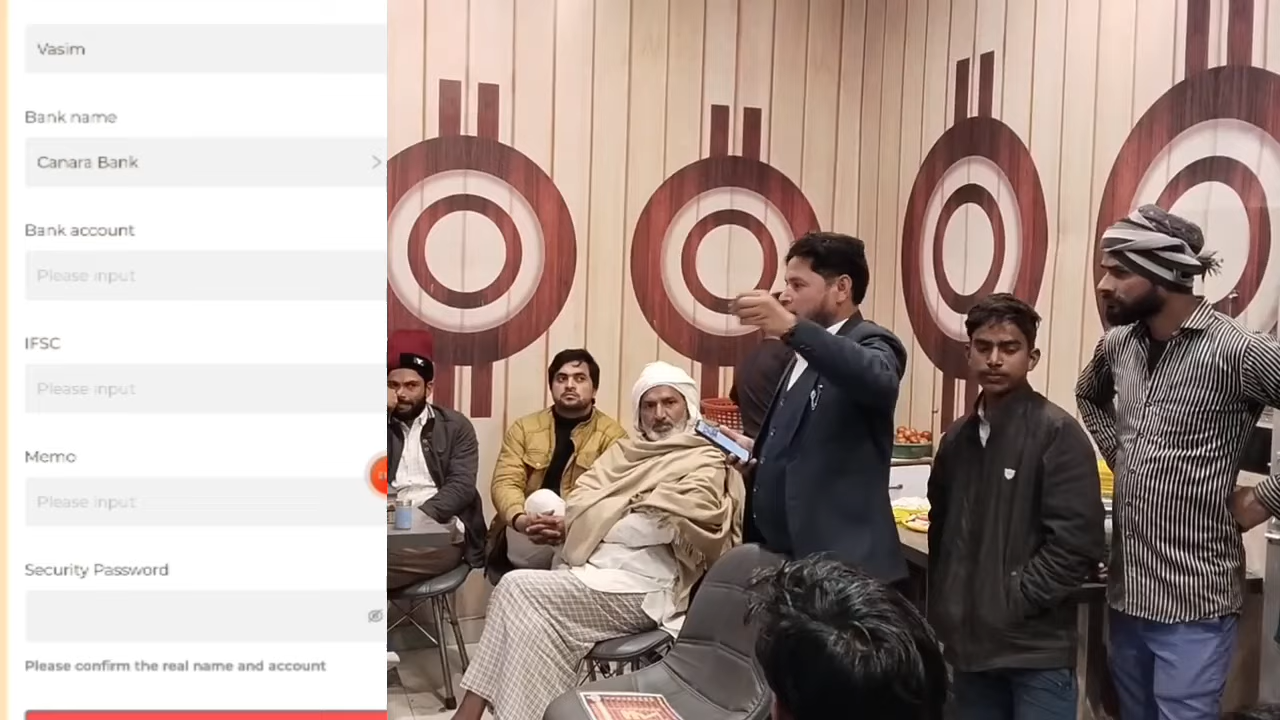 Vasim
Bank name
Canara Bank
Bank account
Please input
IFSC
Please input
Memo
Please input
Security Password
Please confirm the real name and account